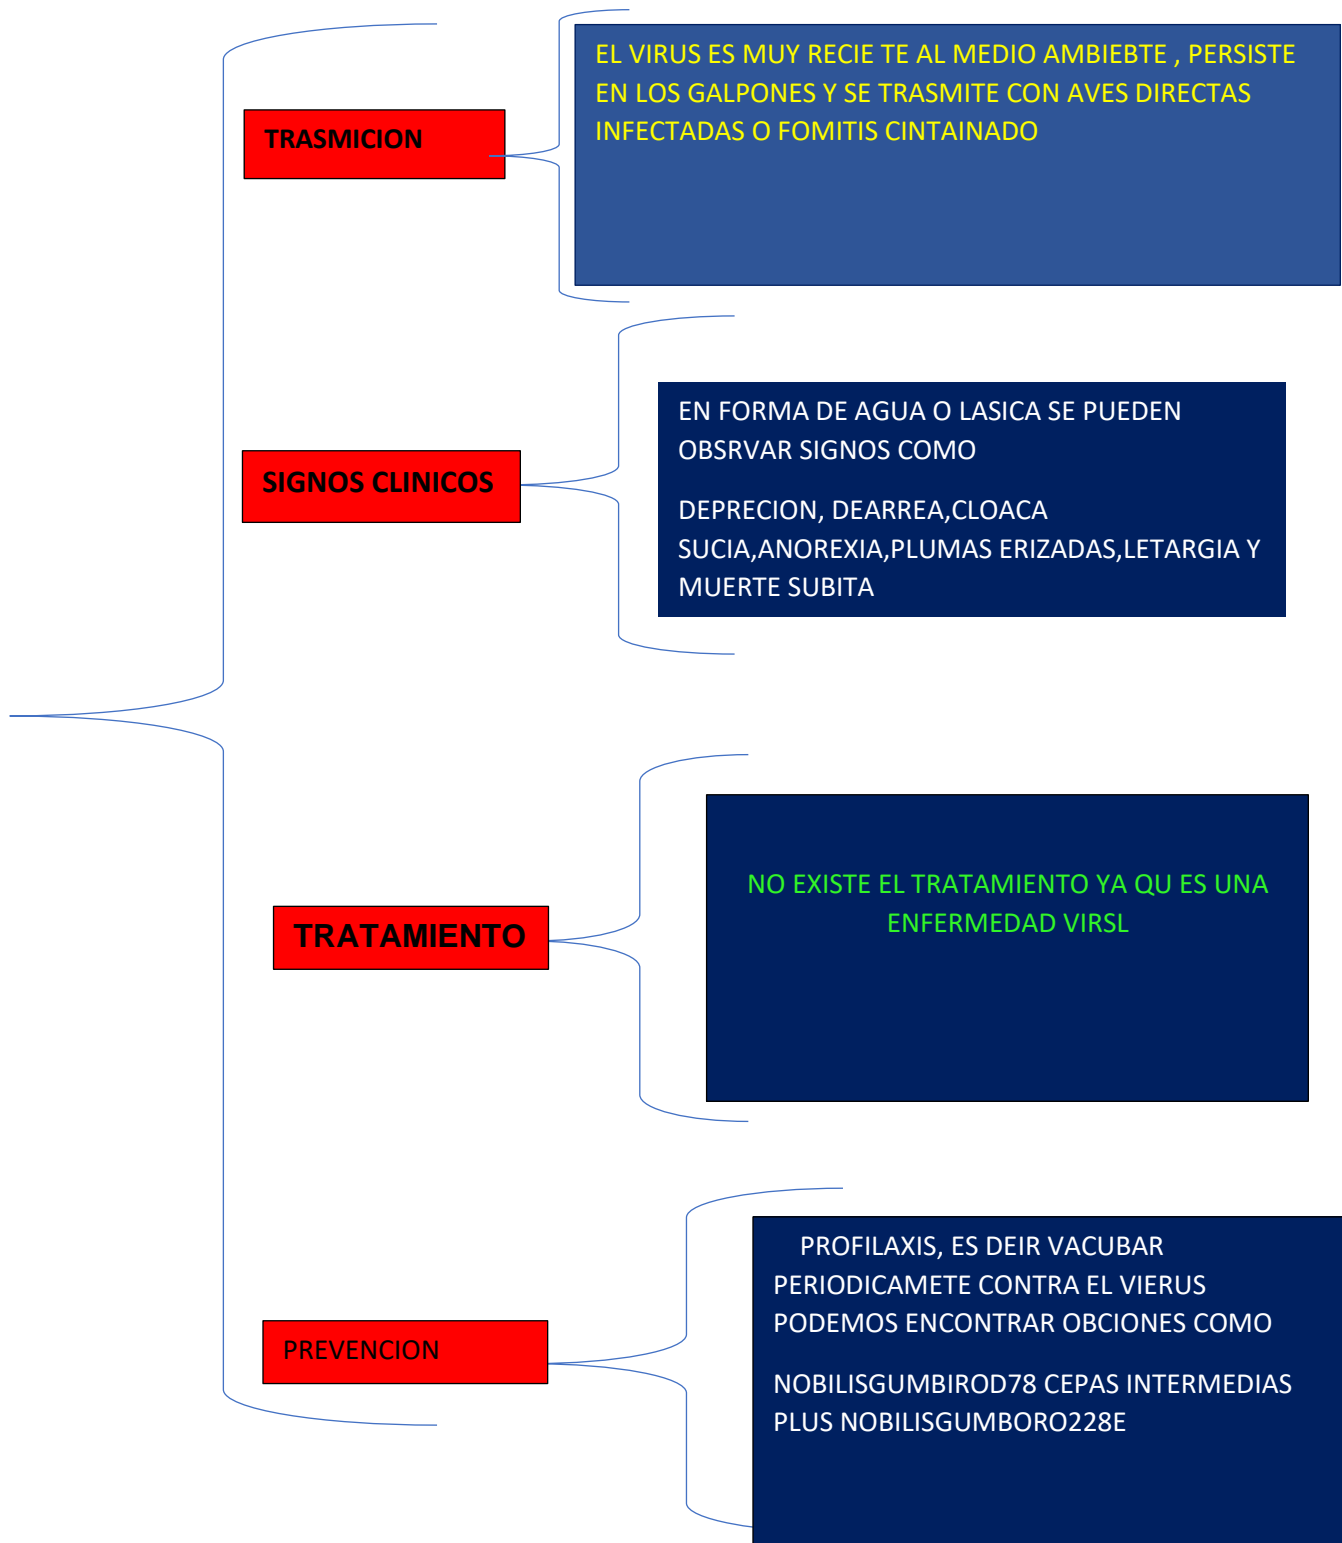 TRASMICION
EL VIRUS ES MUY RECIE TE AL MEDIO AMBIEBTE , PERSISTE
EN LOS GALPONES Y SE TRASMITE CON AVES DIRECTAS
INFECTADAS O FOMITIS CINTAINADO
SIGNOS CLINICOS
EN FORMA DE AGUA O LASICA SE PUEDEN
OBSRVAR SIGNOS COMO
DEPRECION, DEARREA,CLOACA
SUCIA,ANOREXIA,PLUMAS ERIZADAS,LETARGIA Y
MUERTE SUBITA
TRATAMIENTO
NO EXISTE EL TRATAMIENTO YA QU ES UNA
ENFERMEDAD VIRSL
PREVENCION
PROFILAXIS, ES DEIR VACUBAR
PERIODICAMETE CONTRA EL VIERUS
PODEMOS ENCONTRAR OBCIONES COMO
NOBILISGUMBIROD78 CEPAS INTERMEDIAS
PLUS NOBILISGUMBORO228E